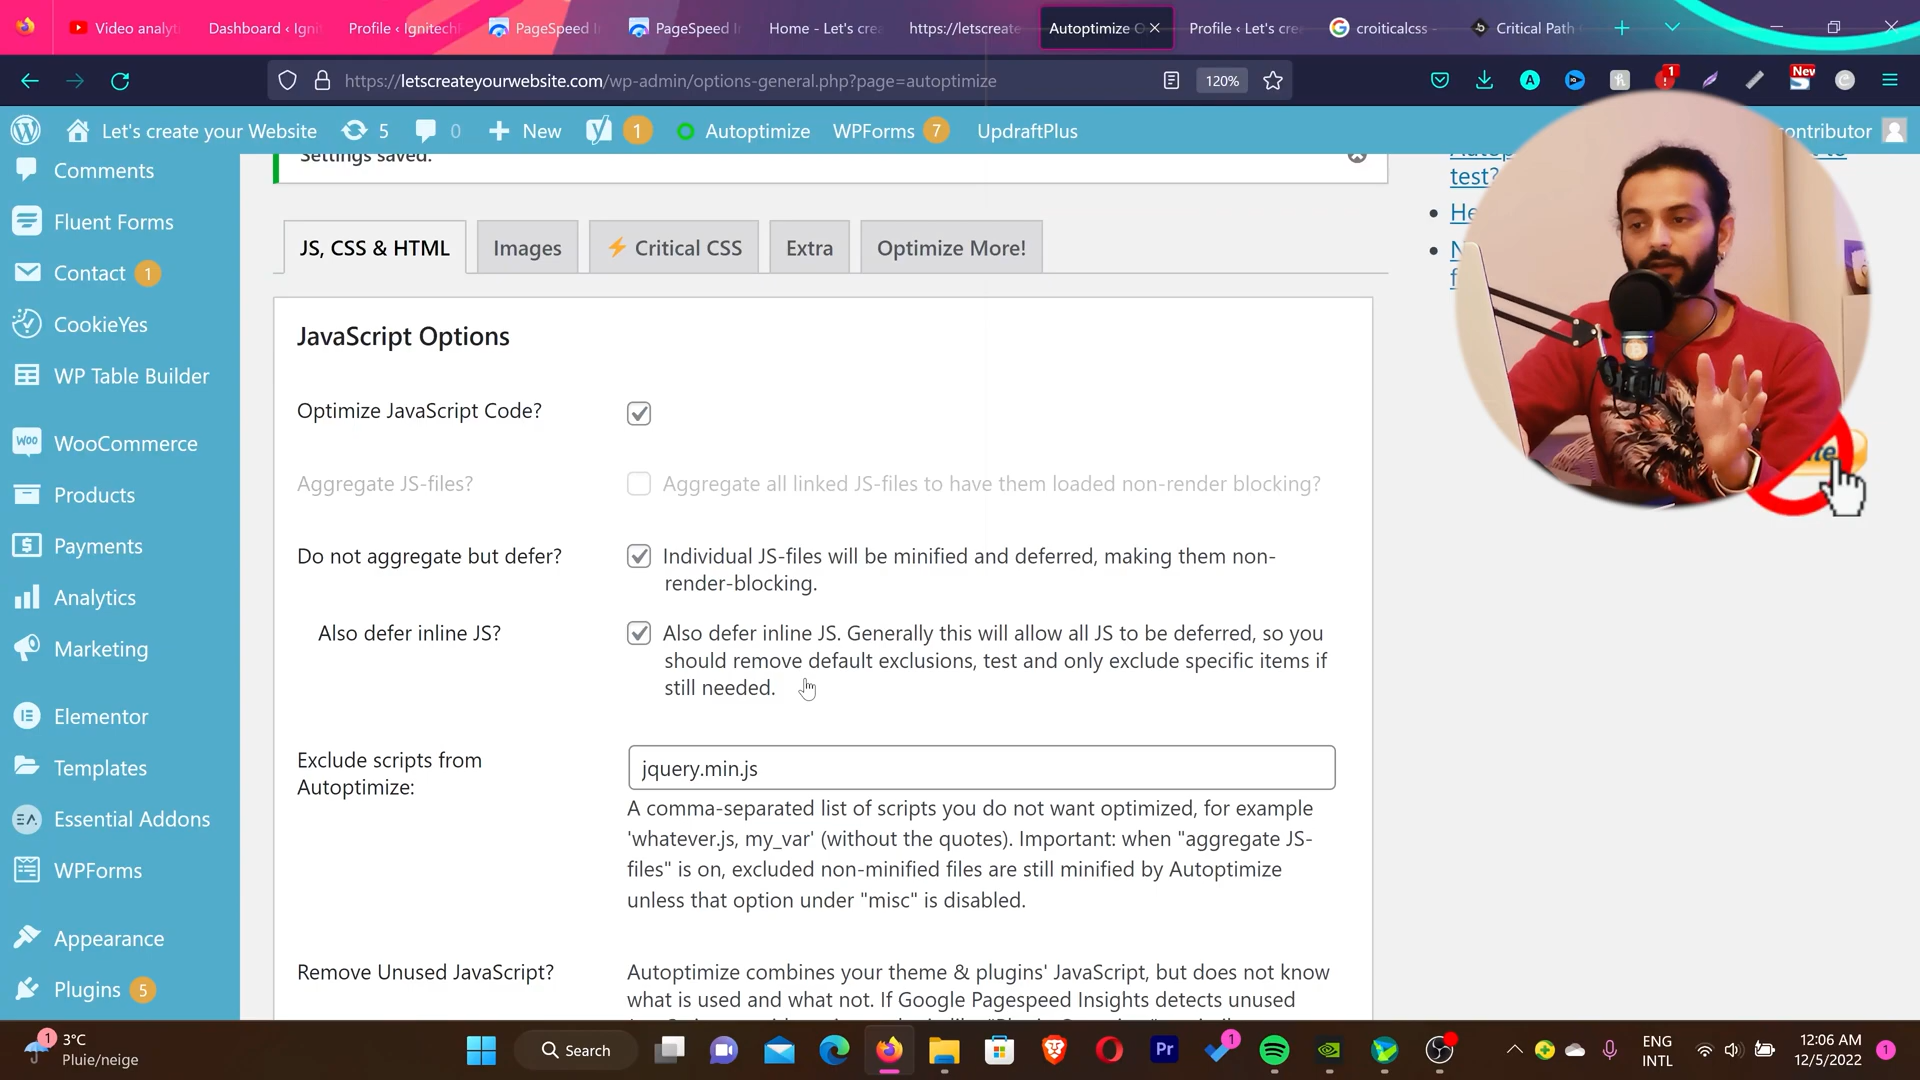 Video analyti
Dashboard ‹ Igni
Profile ‹ Ignitech
PageSpeed I
PageSpeed I
Home - Let's cre
https://letscreate
Autoptimize O
Profile ‹ Let's cre
croiticalcss -
Critical Path
https://letscreateyourwebsite.com/wp-admin/options-general.php?page=autoptimize
120%
1
New
Let's create your Website
5
0
New
1
Autoptimize
WPForms 7
UpdraftPlus
ontributor
Comments
Fluent Forms
Contact 1
CookieYes
WP Table Builder
WooCommerce
Products
Payments
Analytics
Marketing
Elementor
Templates
Essential Addons
WPForms
Appearance
Plugins 5
Settings saved.
test?
He
N
f
JS, CSS & HTML
Images
Critical CSS
Extra
Optimize More!
JavaScript Options
Optimize JavaScript Code?
Aggregate JS-files?
Aggregate all linked JS-files to have them loaded non-render blocking?
Do not aggregate but defer?
Individual JS-files will be minified and deferred, making them non-
render-blocking.
Also defer inline JS?
Also defer inline JS. Generally this will allow all JS to be deferred, so you
should remove default exclusions, test and only exclude specific items if
still needed.
Exclude scripts from
Autoptimize:
jquery.min.js
A comma-separated list of scripts you do not want optimized, for example
'whatever.js, my_var' (without the quotes). Important: when "aggregate JS-
files" is on, excluded non-minified files are still minified by Autoptimize
unless that option under "misc" is disabled.
Remove Unused JavaScript?
Autoptimize combines your theme & plugins' JavaScript, but does not know
what is used and what not. If Google Pagespeed Insights detects unused
1
3°C
Pluie/neige
Search
Pr
1
ENG
INTL
12:06 AM
12/5/2022
1